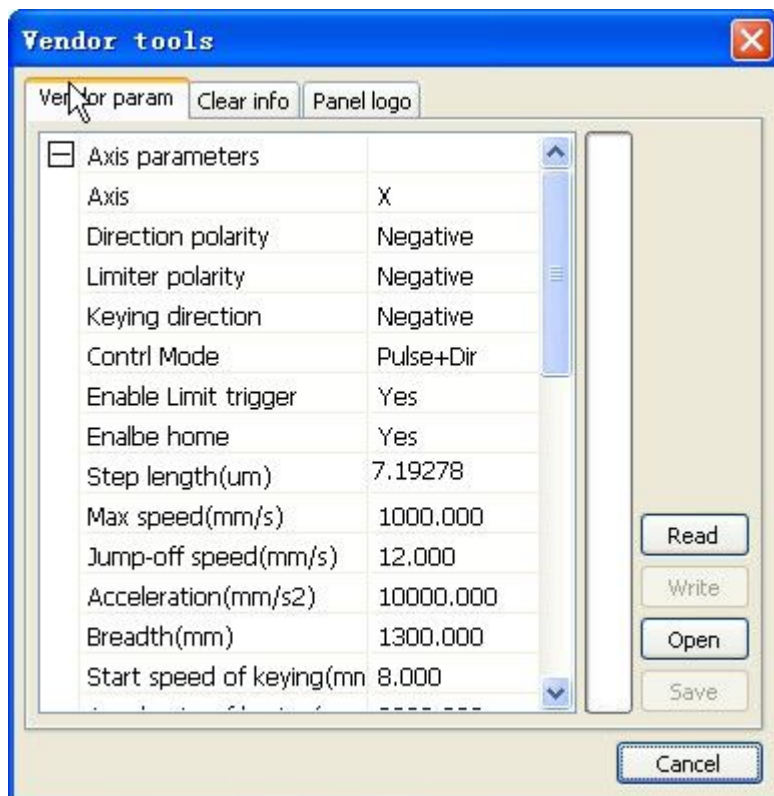 Vendor tools
Vendor param Clear info Panel logo
Axis parameters
Axis X
Direction polarity Negative
Limiter polarity Negative
Keying direction Negative
Contrl Mode Pulse+Dir
Enable Limit trigger Yes
Enalbe home Yes
Step length(um) 7.19278
Max speed(mm/s) 1000.000
Jump-off speed(mm/s) 12.000
Acceleration(mm/s2) 10000.000
Breadth(mm) 1300.000
Start speed of keying(mn 8.000
Read
Write
Open
Save
Cancel